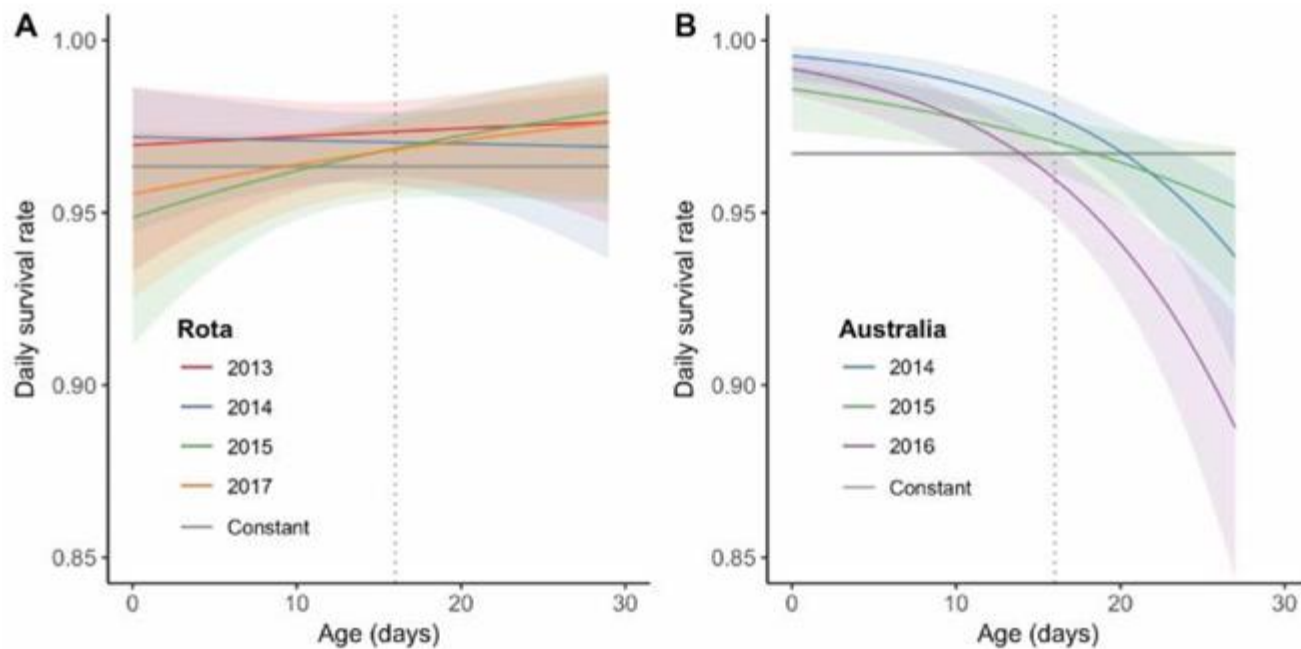 A
1.00
0.95
0.90
0.85
Daily survival rate
Rota
2013
2014
2015
2017
Constant
0
10
20
30
Age (days)
B
1.00
0.95
0.90
0.85
Daily survival rate
Australia
2014
2015
2016
Constant
0
10
20
30
Age (days)